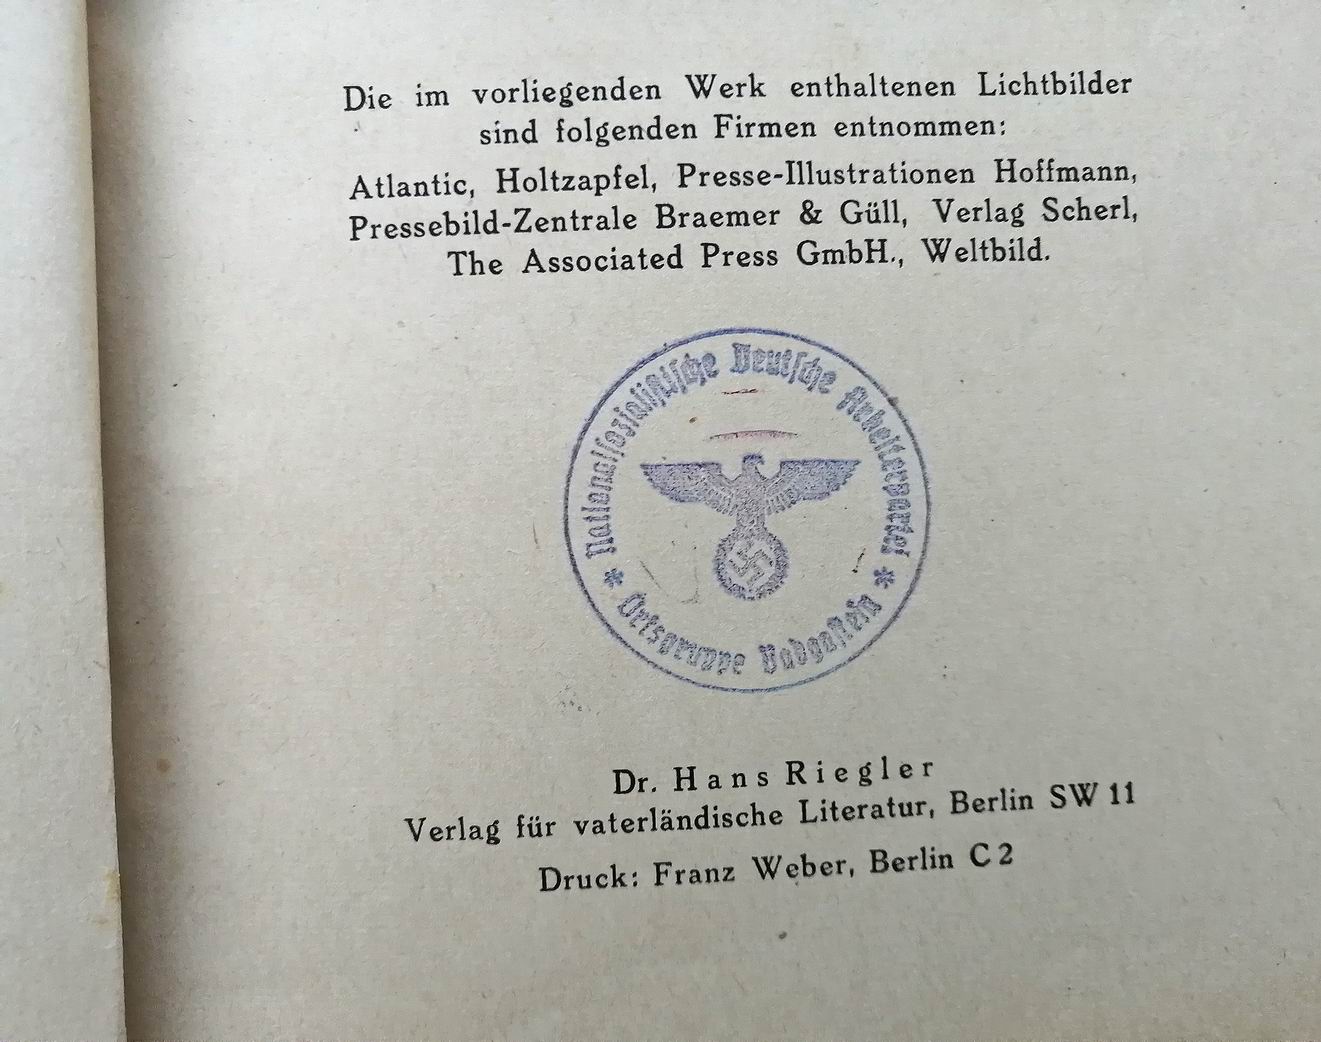 Die im vorliegenden Werk enthaltenen Lichtbilder
sind folgenden Firmen entnommen:
Atlantic, Holtzapfel, Presse-Illustrationen Hoffmann,
Pressebild-Zentrale Braemer & Güll, Verlag Scherl,
The Associated Press GmbH., Weltbild.
Nationalsozialistische Deutsche Arbeiterpartei
* Ortsgruppe Badgastein *
Dr. Hans Riegler
Verlag für vaterländische Literatur, Berlin SW 11
Druck: Franz Weber, Berlin C 2